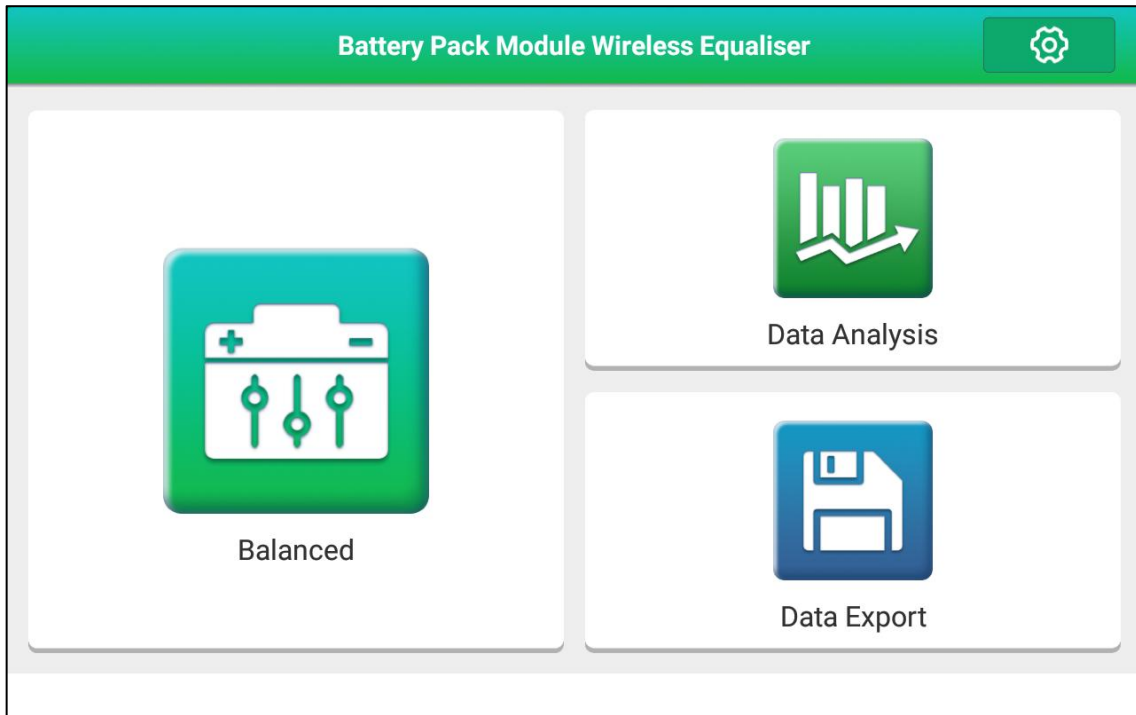 Battery Pack Module Wireless Equaliser
Balanced
Data Analysis
Data Export